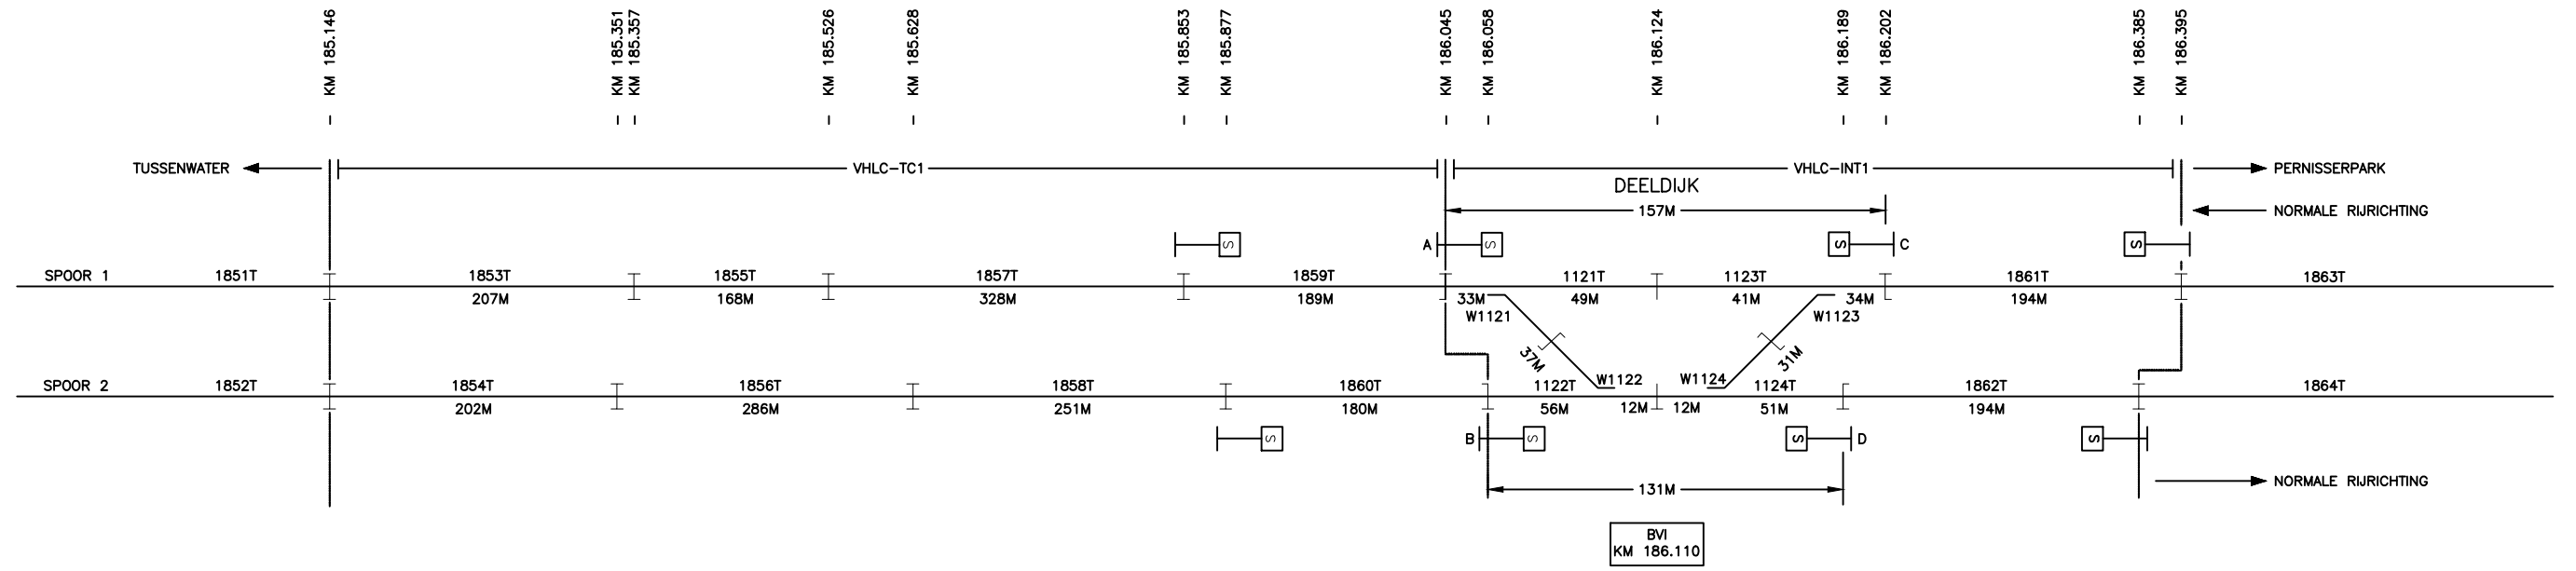 KM 185.146
KM 185.351
KM 185.357
KM 185.526
KM 185.628
KM 185.853
KM 185.877
KM 186.045
KM 186.058
KM 186.124
KM 186.189
KM 186.202
KM 186.385
KM 186.395
TUSSENWATER
VHLC-TC1
VHLC-INT1
PERNISSERPARK
DEELDIJK
157M
NORMALE RIJRICHTING
S
A
S
S
C
S
SPOOR 1
1851T
1853T
1855T
1857T
1859T
1121T
1123T
1861T
1863T
207M
168M
328M
189M
33M
49M
41M
34M
194M
W1121
W1123
37M
31M
W1122
W1124
SPOOR 2
1852T
1854T
1856T
1858T
1860T
1122T
1124T
1862T
1864T
202M
286M
251M
180M
56M
12M
12M
51M
194M
S
B
S
S
D
S
131M
NORMALE RIJRICHTING
BVI
KM 186.110